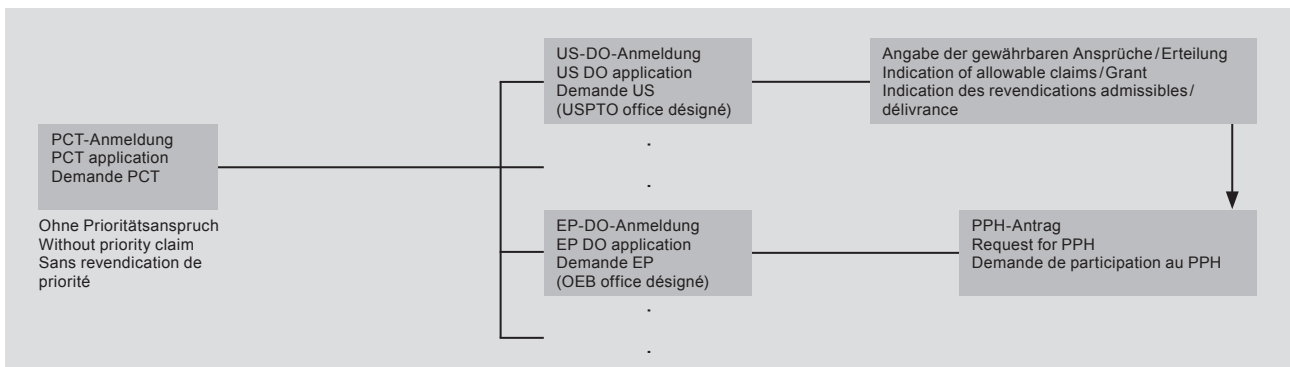 PCT-Anmeldung
PCT application
Demande PCT
Ohne Prioritätsanspruch
Without priority claim
Sans revendication de
priorité
US-DO-Anmeldung
US DO application
Demande US
(USPTO office désigné)
.
.
EP-DO-Anmeldung
EP DO application
Demande EP
(OEB office désigné)
.
.
Angabe der gewährbaren Ansprüche/Erteilung
Indication of allowable claims/Grant
Indication des revendications admissibles/
délivrance
PPH-Antrag
Request for PPH
Demande de participation au PPH